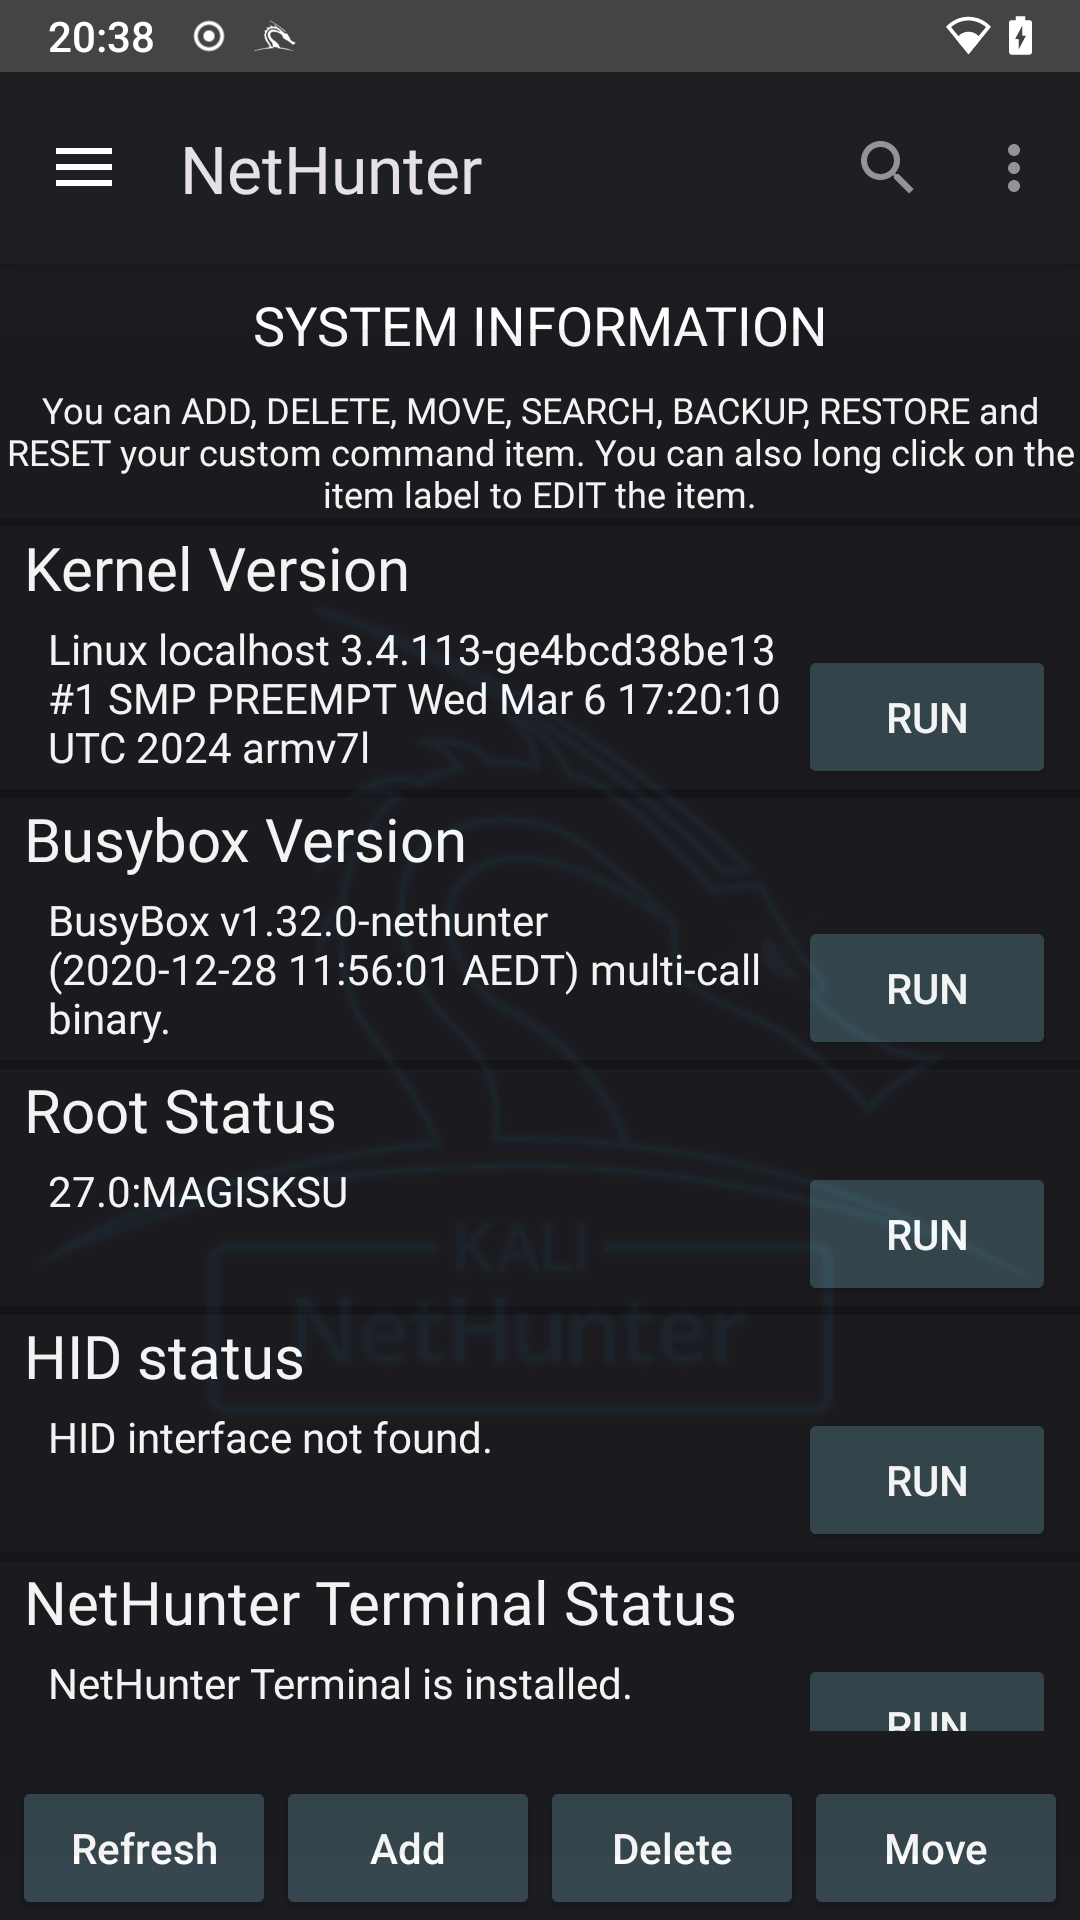 20:38
NetHunter
SYSTEM INFORMATION
You can ADD, DELETE, MOVE, SEARCH, BACKUP, RESTORE and
RESET your custom command item. You can also long click on the
item label to EDIT the item.
Kernel Version
Linux localhost 3.4.113-ge4bcd38be13
#1 SMP PREEMPT Wed Mar 6 17:20:10
UTC 2024 armv7l
RUN
Busybox Version
BusyBox v1.32.0-nethunter
(2020-12-28 11:56:01 AEDT) multi-call
binary.
RUN
Root Status
27.0:MAGISKSU
RUN
KALI
NetHunter
HID status
HID interface not found.
RUN
NetHunter Terminal Status
NetHunter Terminal is installed.
RUN
Refresh
Add
Delete
Move